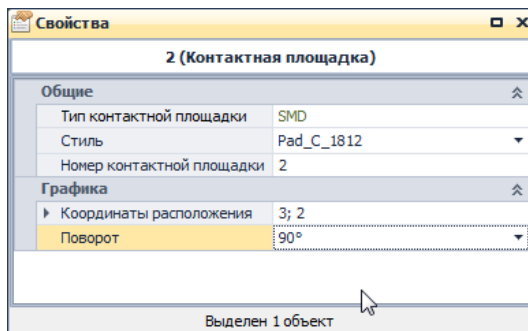 Свойства
2 (Контактная площадка)
Общие
Тип контактной площадки SMD
Стиль Pad_C_1812
Номер контактной площадки 2
Графика
Координаты расположения 3; 2
Поворот 90°
Выделен 1 объект